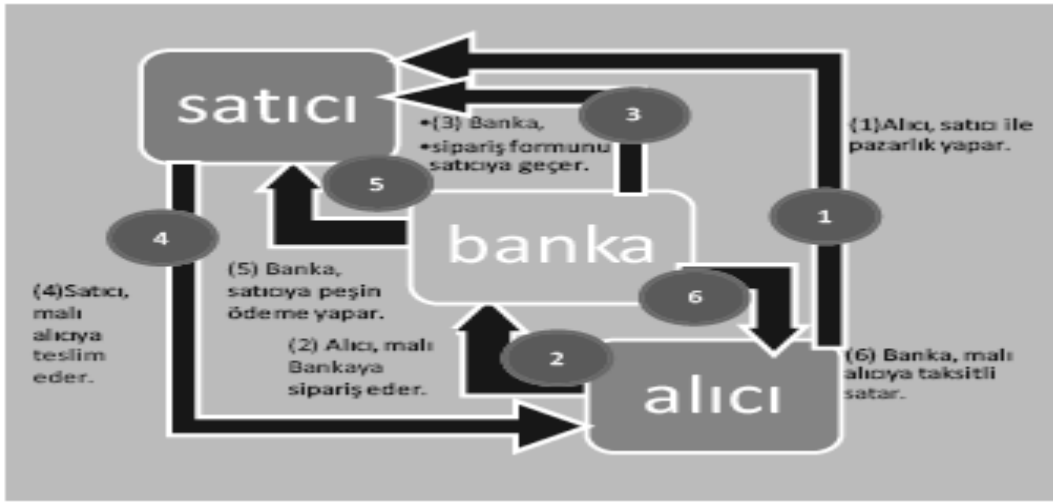 satıcı
3
•(3) Banka,
•sipariş formunu
satıcıya geçer.
(1)Alıcı, satıcı ile
pazarlık yapar.
5
1
4
banka
(5) Banka,
satıcıya peşin
ödeme yapar.
6
(4)Satıcı,
malı
alıcıya
teslim
eder.
(2) Alıcı, malı
Bankaya
sipariş eder.
2
alıcı
(6) Banka, malı
alıcıya taksitli
satar.